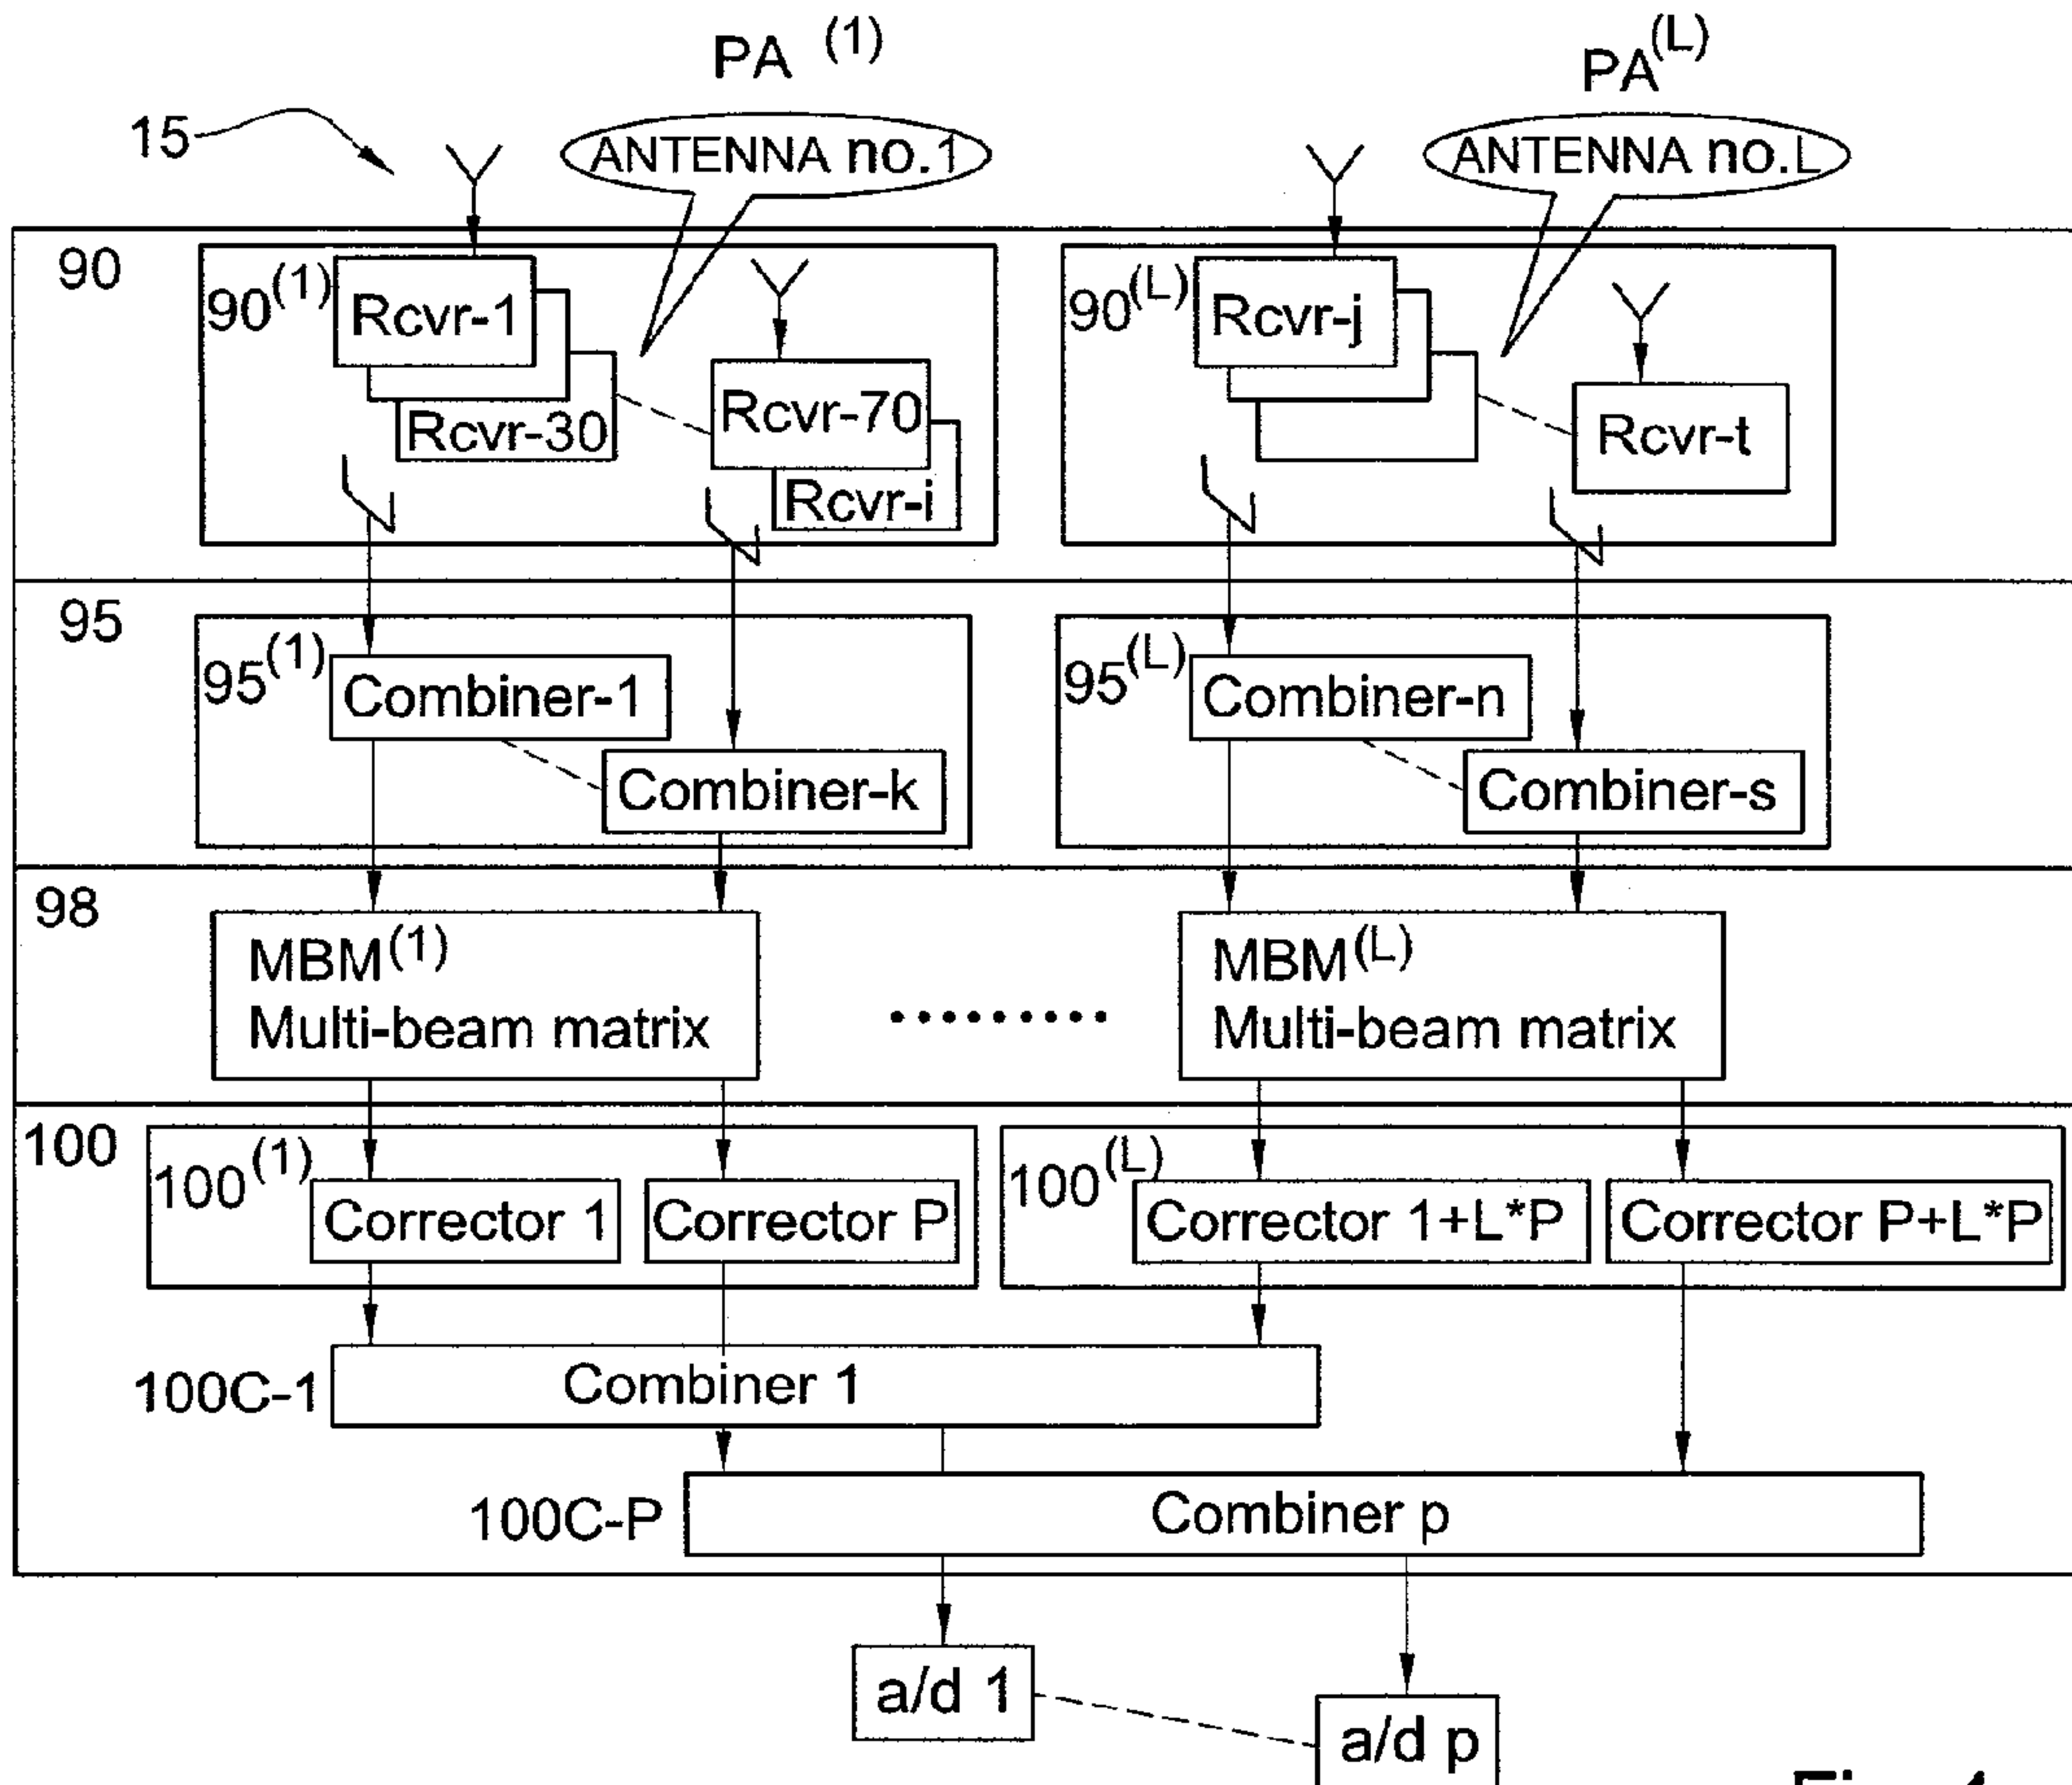 PA (1)
PA (L)
15
ANTENNA no.1
ANTENNA no.L
90
90(1)
Rcvr-1
Rcvr-30
Rcvr-70
Rcvr-i
90(L)
Rcvr-j
Rcvr-t
95
95(1)
Combiner-1
Combiner-k
95(L)
Combiner-n
Combiner-s
98
MBM(1)
Multi-beam matrix
.........
MBM(L)
Multi-beam matrix
100
100(1)
Corrector 1
Corrector P
100(L)
Corrector 1+L*P
Corrector P+L*P
100C-1
Combiner 1
100C-P
Combiner p
a/d 1
a/d p